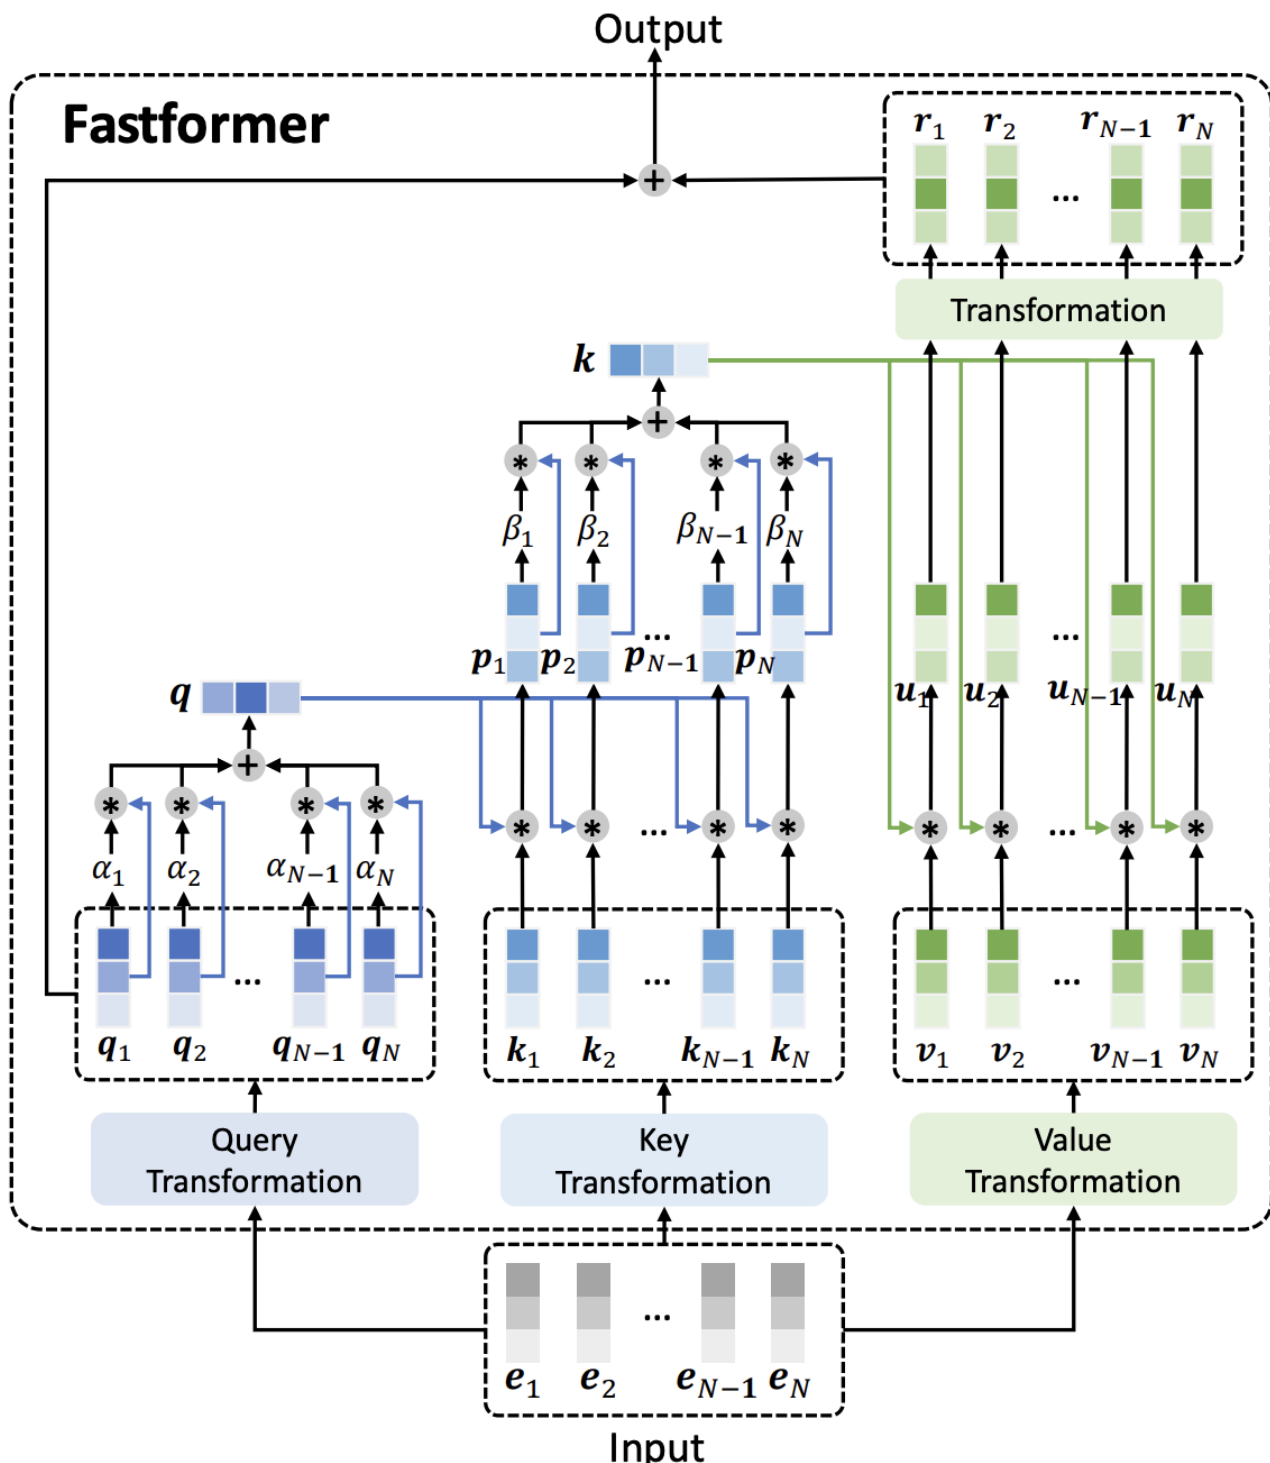 Output
Fastformer
r1 r2 rN−1 rN
...
Transformation
k
+
+
* * * *
β1 β2 βN−1 βN
...
...
p1 p2 pN−1 pN
u1 u2 uN−1 uN
q
+
* * * *
* * ... * *
* * ... * *
α1 α2 αN−1 αN
... ... ...
q1 q2 qN−1 qN
k1 k2 kN−1 kN
v1 v2 vN−1 vN
Query
Transformation
Key
Transformation
Value
Transformation
...
e1 e2 eN−1 eN
Input